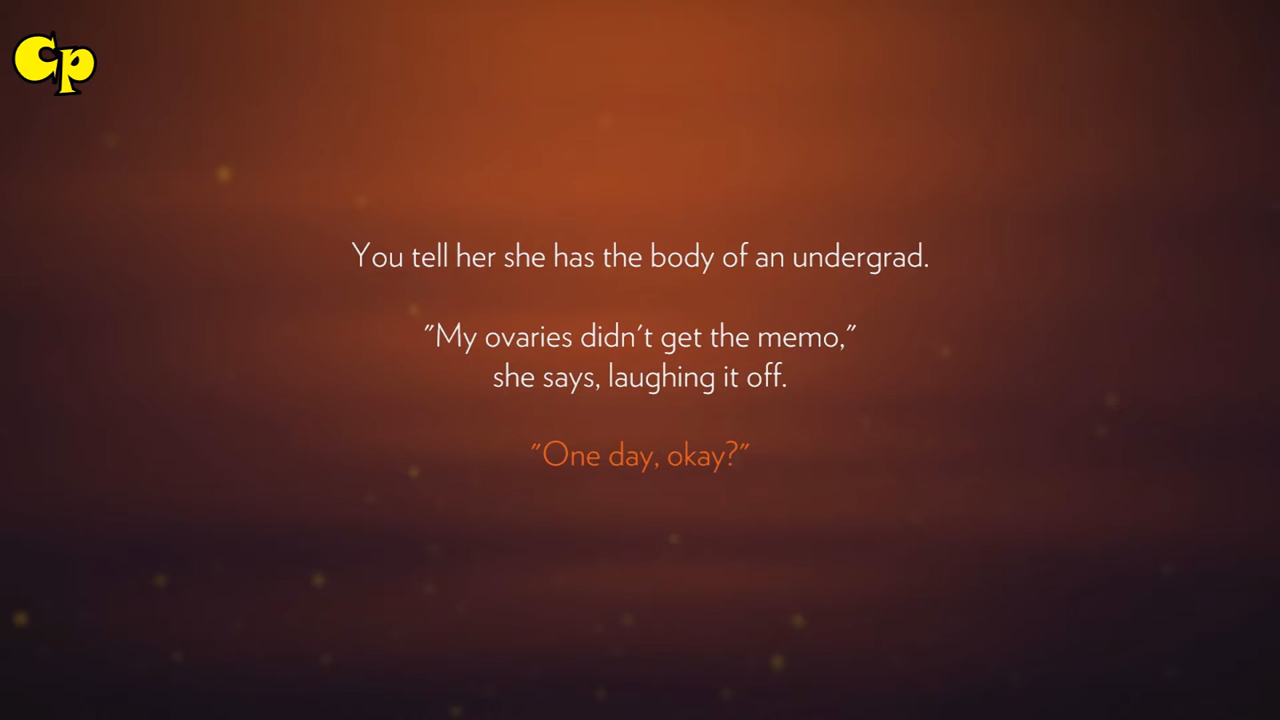 Cp
You tell her she has the body of an undergrad.
"My ovaries didn't get the memo,"
she says, laughing it off.
"One day, okay?"